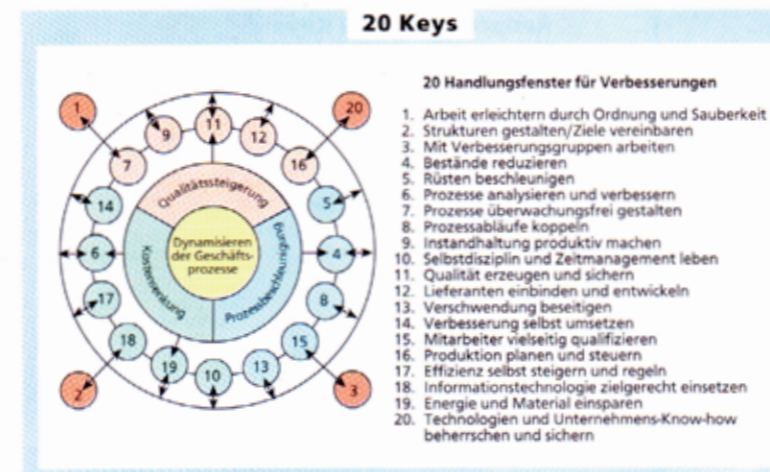 20 Keys
1
20
9
11
12
7
16
14
5
Qualitätssteigerung
6
Dynamisieren
der Geschäfts-
prozesse
4
Kostensenkung
Prozessbeschleunigung
17
8
18
15
19
10
13
2
3
20 Handlungsfenster für Verbesserungen
1. Arbeit erleichtern durch Ordnung und Sauberkeit
2. Strukturen gestalten/Ziele vereinbaren
3. Mit Verbesserungsgruppen arbeiten
4. Bestände reduzieren
5. Rüsten beschleunigen
6. Prozesse analysieren und verbessern
7. Prozesse überwachungsfrei gestalten
8. Prozessabläufe koppeln
9. Instandhaltung produktiv machen
10. Selbstdisziplin und Zeitmanagement leben
11. Qualität erzeugen und sichern
12. Lieferanten einbinden und entwickeln
13. Verschwendung beseitigen
14. Verbesserung selbst umsetzen
15. Mitarbeiter vielseitig qualifizieren
16. Produktion planen und steuern
17. Effizienz selbst steigern und regeln
18. Informationstechnologie zielgerecht einsetzen
19. Energie und Material einsparen
20. Technologien und Unternehmens-Know-how
beherrschen und sichern